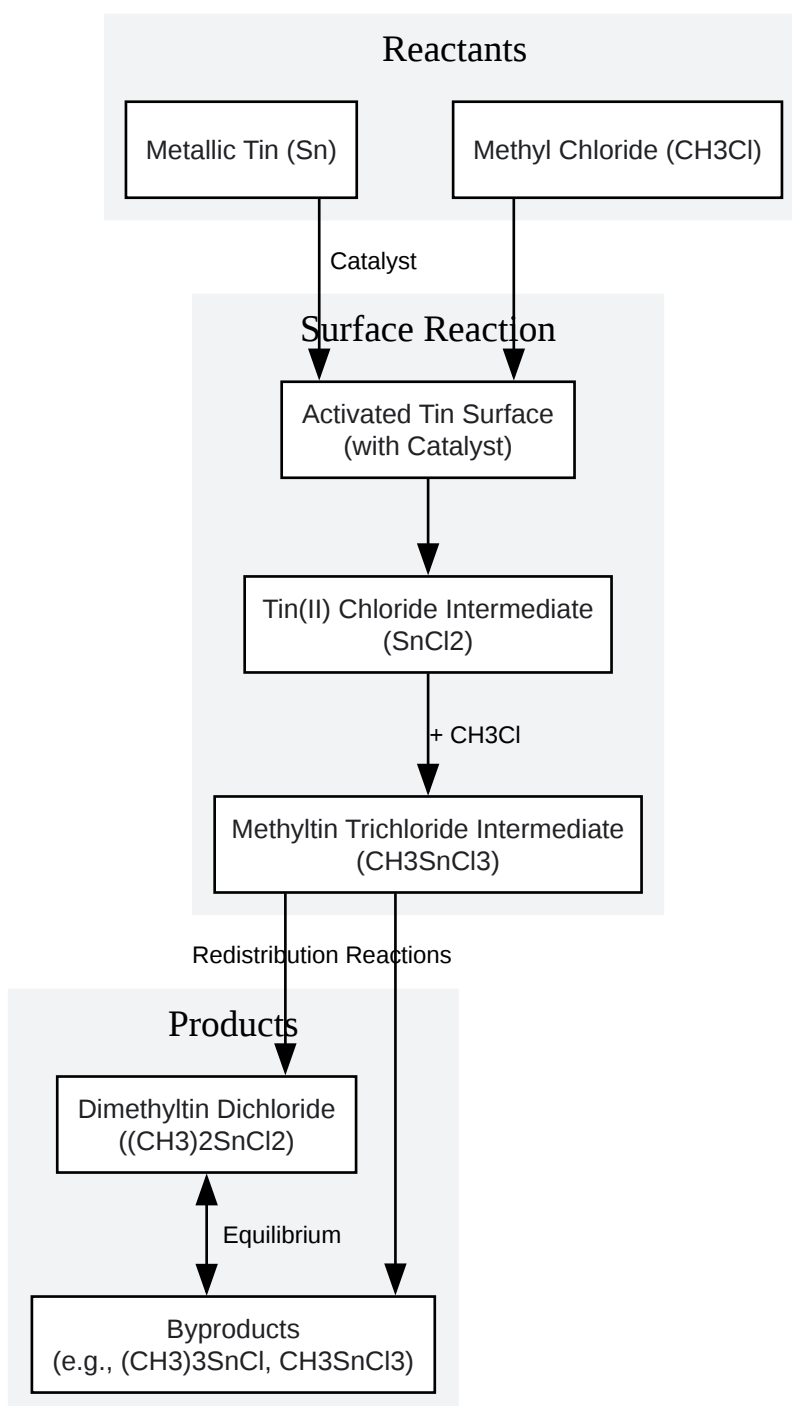 Reactants
Metallic Tin (Sn)
Methyl Chloride (CH3Cl)
Catalyst
Surface Reaction
Activated Tin Surface
(with Catalyst)
Tin(II) Chloride Intermediate
(SnCl2)
+ CH3Cl
Methyltin Trichloride Intermediate
(CH3SnCl3)
Redistribution Reactions
Products
Dimethyltin Dichloride
((CH3)2SnCl2)
Equilibrium
Byproducts
(e.g., (CH3)3SnCl, CH3SnCl3)